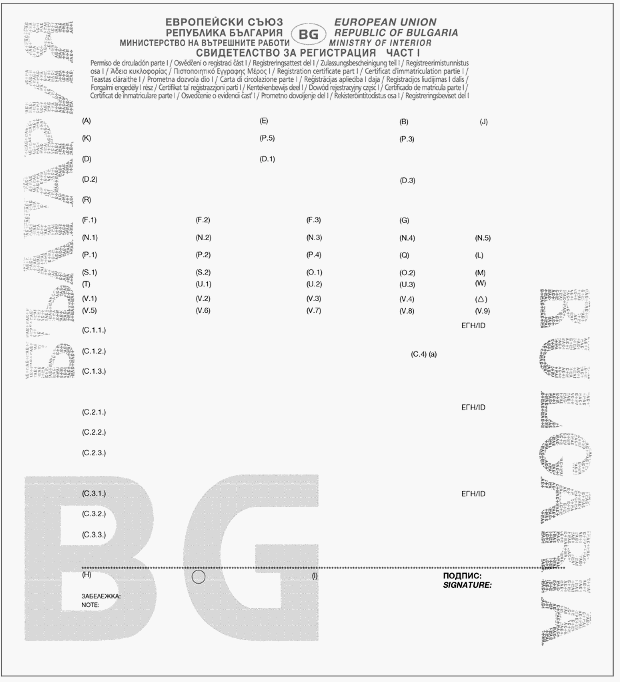 ЕВРОПЕЙСКИ СЪЮЗ EUROPEAN UNION
РЕПУБЛИКА БЪЛГАРИЯ BG REPUBLIC OF BULGARIA
МИНИСТЕРСТВО НА ВЪТРЕШНИТЕ РАБОТИ MINISTRY OF INTERIOR
СВИДЕТЕЛСТВО ЗА РЕГИСТРАЦИЯ ЧАСТ I
Permiso de circulación parte I / Osvědčení o registraci část I / Registreringsattest del I / Zulassungsbescheinigung teil I / Registreerimistunnistus
osa I / Άδεια κυκλοφορίας / Πιστοποιητικό Εγγραφης Μέρος I / Registration certificate part I / Certificat d'immatriculation partie I /
Teastas cláraithe I / Prometna dozvola dio I / Carta di circolazione parte I / Reģistrācijas apliecība I daļa / Registracijos liudijimas I dalis /
Forgalmi engedély I rész / Ċertifikat ta' reġistrazzjoni parti I / Kentekenbewijs deel I / Dowód rejestracyjny część I / Certificado de matrícula parte I /
Certificat de înmatriculare parte I / Osvedčenie o evidencii časť I / Prometno dovoljenje del I / Rekisteröintitodistus osa I / Registreringsbeviset del I
(A) (E) (B) (J)
(K) (P.5) (P.3)
(D) (D.1)
(D.2) (D.3)
(R)
(F.1) (F.2) (F.3) (G)
(N.1) (N.2) (N.3) (N.4) (N.5)
(P.1) (P.2) (P.4) (Q) (L)
(S.1) (S.2) (O.1) (O.2) (M)
(T) (U.1) (U.2) (U.3) (W)
(V.1) (V.2) (V.3) (V.4) (△)
(V.5) (V.6) (V.7) (V.8) (V.9)
(C.1.1.) ЕГН/ID
(C.1.2.) (C.4) (a)
(C.1.3.)
(C.2.1.) ЕГН/ID
(C.2.2.)
(C.2.3.)
(C.3.1.) ЕГН/ID
(C.3.2.)
(C.3.3.)
(H) (I) ПОДПИС:
SIGNATURE:
ЗАБЕЛЕЖКА:
NOTE:
BG
БЪЛГАРИЯ
BULGARIA